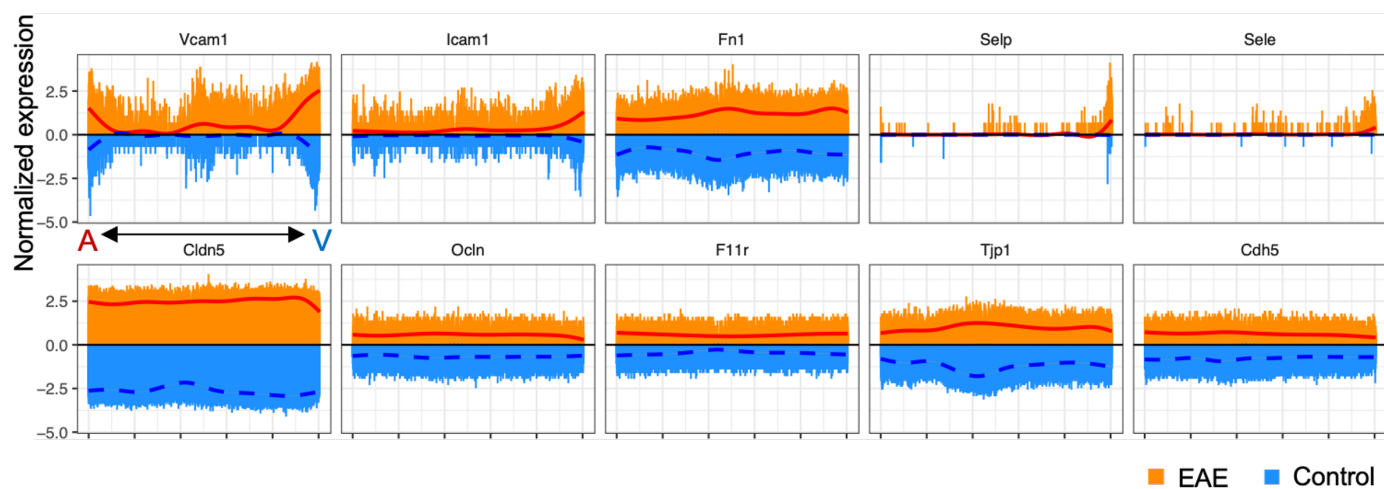 Vcam1 Icam1 Fn1 Selp Sele
Normalized expression
2.5
0.0
−2.5
−5.0
A V
Cldn5 Ocln F11r Tjp1 Cdh5
2.5
0.0
−2.5
−5.0
EAE Control